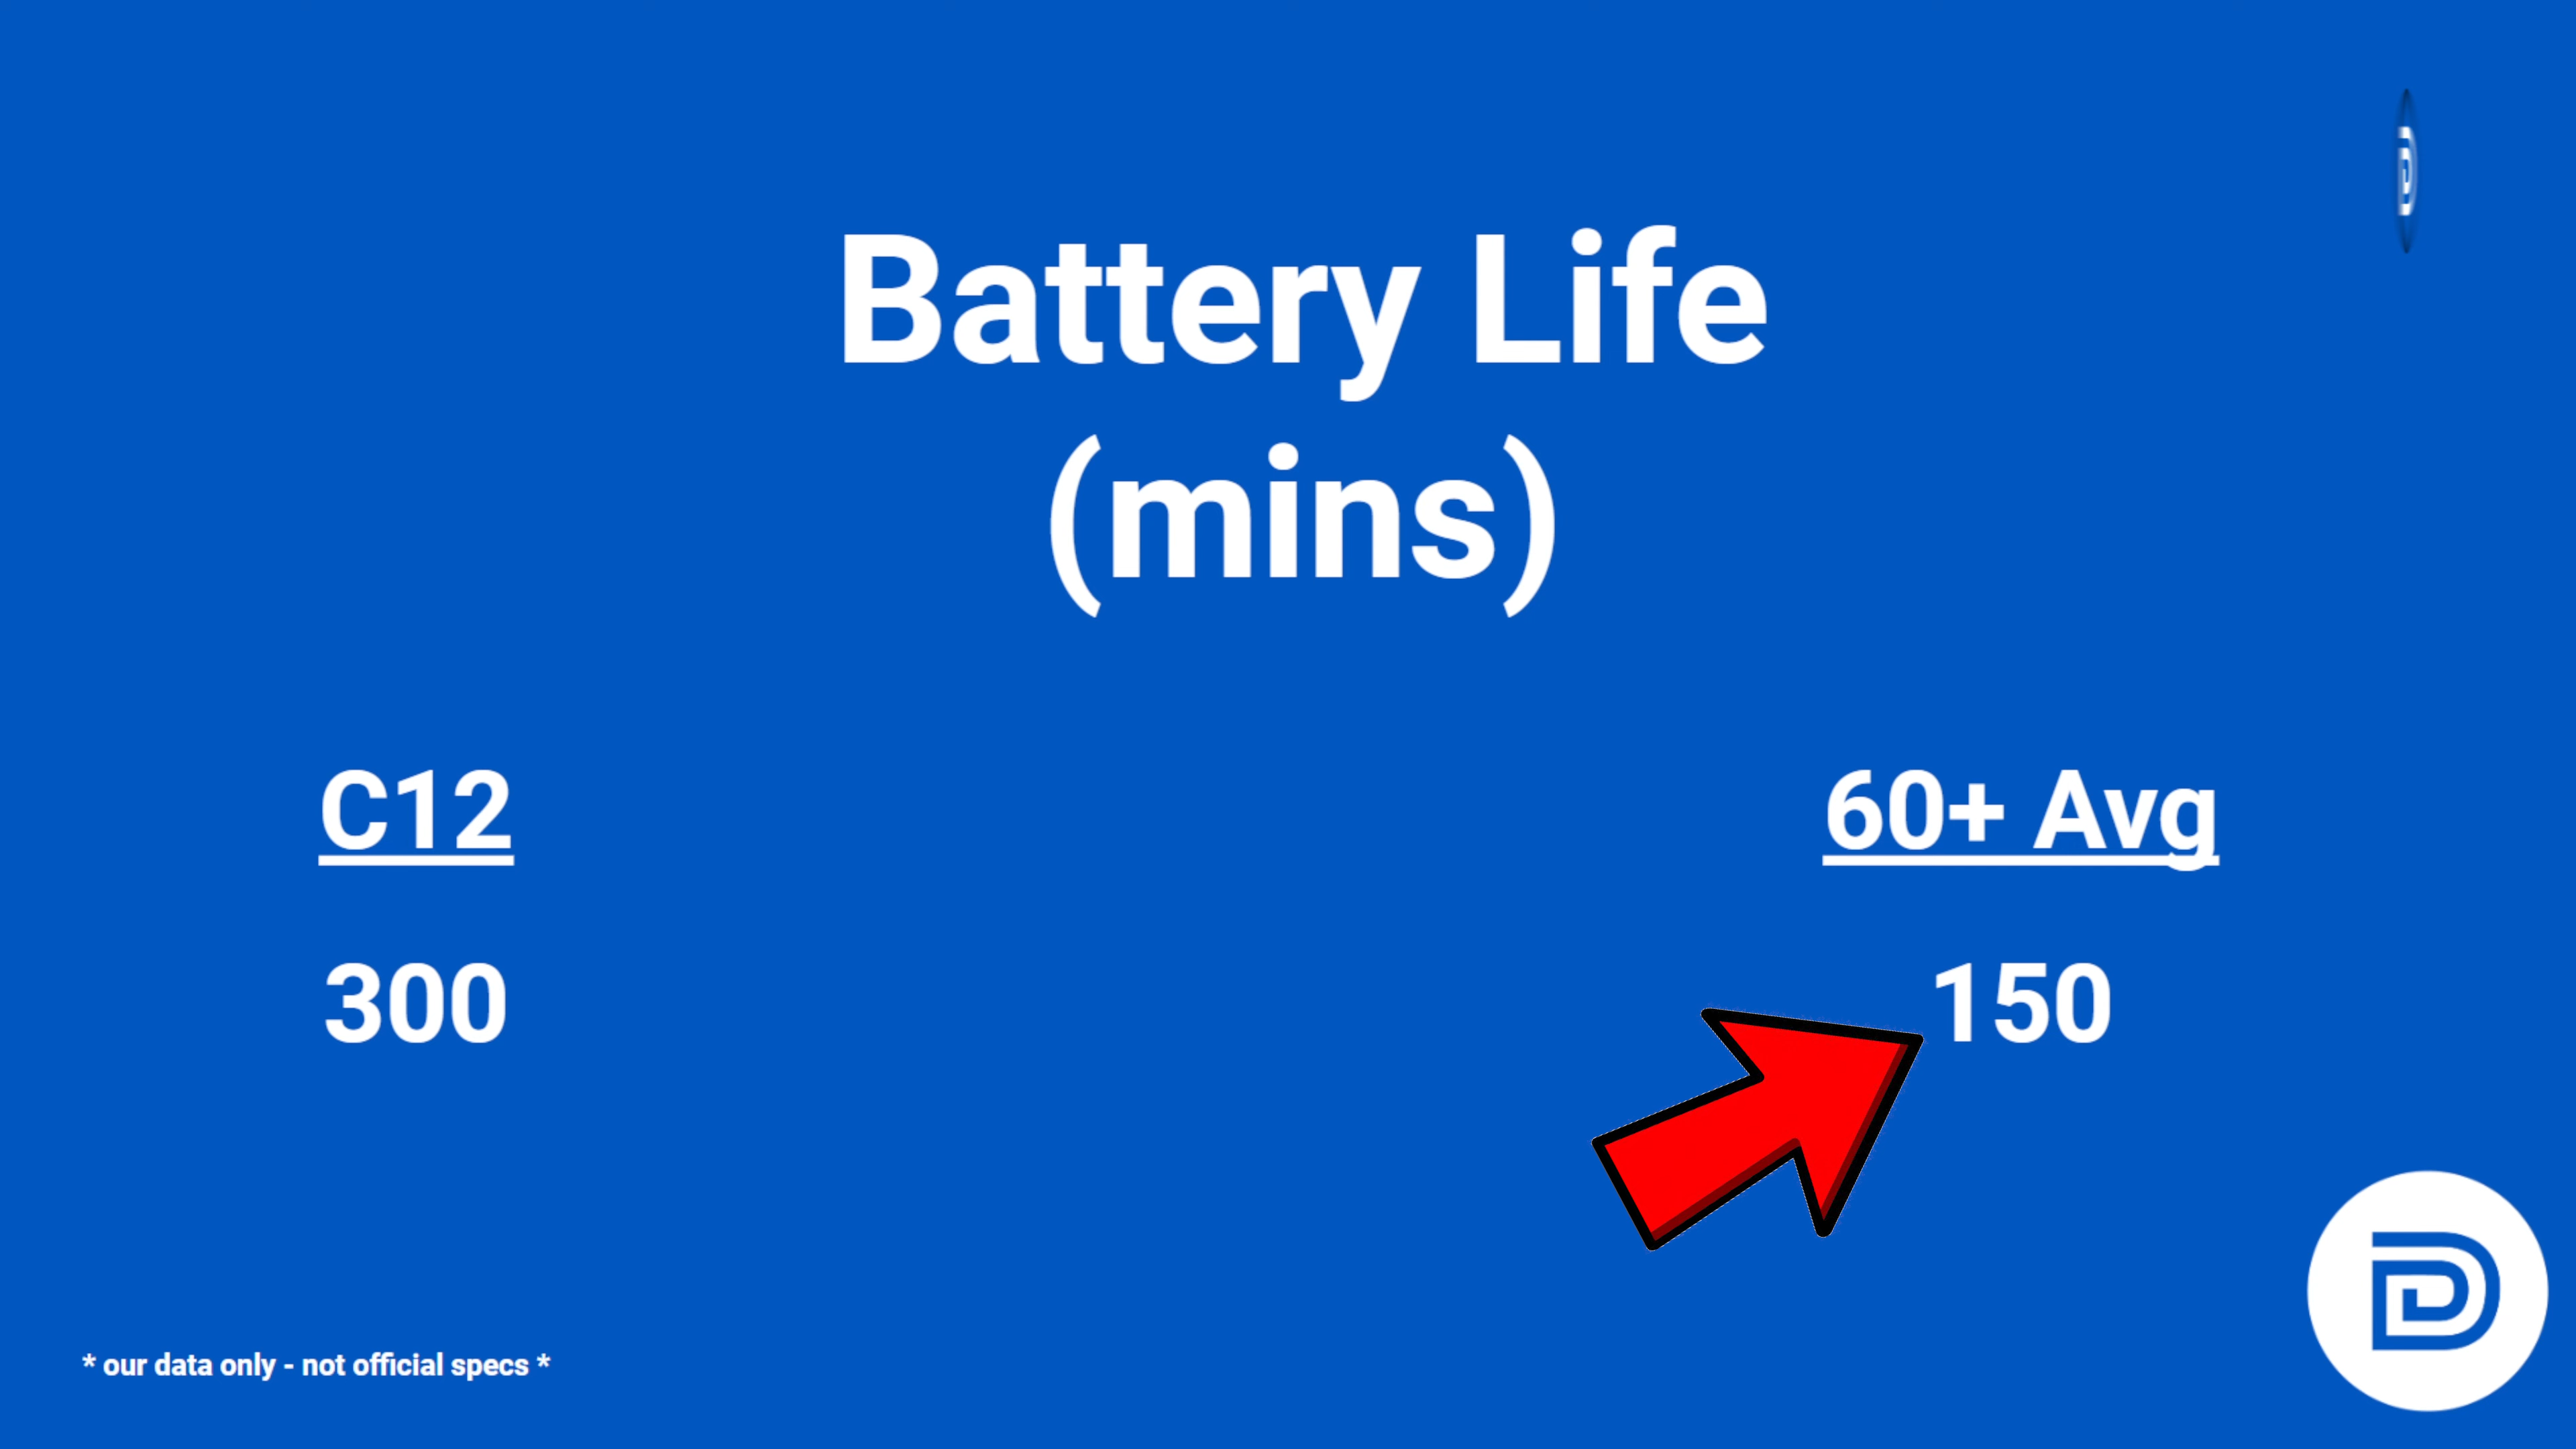 Battery Life
(mins)
C12
60+ Avg
300
150
* our data only - not official specs *